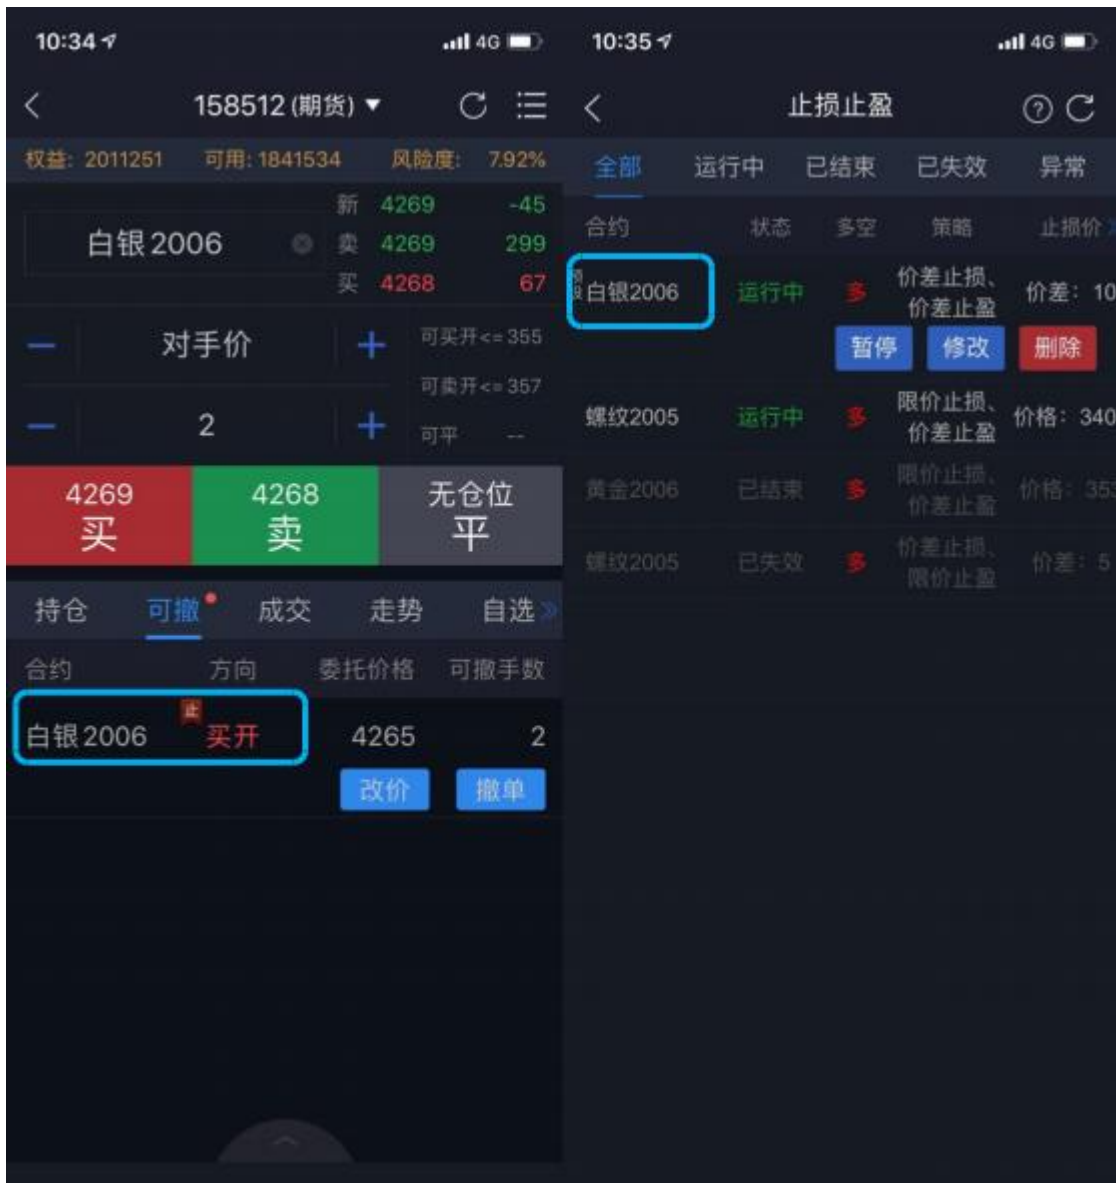 10:34
4G
158512 (期货) ▼
权益: 2011251 可用: 1841534 风险度: 7.92%
白银 2006
新 4269 -45
卖 4269 299
买 4268 67
对手价
可买开<= 355
可卖开<= 357
2
可平 --
4269
买
4268
卖
无仓位
平
持仓 可撤 成交 走势 自选
合约 方向 委托价格 可撤手数
白银 2006 止 买开 4265 2
改价 撤单
10:35
4G
止损止盈
全部 运行中 已结束 已失效 异常
合约 状态 多空 策略 止损价
预设 白银2006 运行中 多 价差止损、 价差: 10
价差止盈
暂停 修改 删除
螺纹2005 运行中 多 限价止损、 价格: 340
价差止盈
黄金2006 已结束 多 限价止损、 价格: 353
价差止盈
螺纹2005 已失效 多 价差止损、 价差: 5
限价止盈